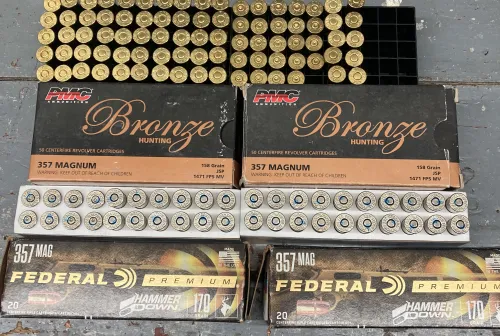 PMC
AMMUNITION
Bronze
HUNTING
50 CENTERFIRE REVOLVER CARTRIDGES
357 MAGNUM
WARNING: KEEP OUT OF REACH OF CHILDREN
158 Grain
JSP
1471 FPS MV
PMC
AMMUNITION
Bronze
HUNTING
50 CENTERFIRE REVOLVER CARTRIDGES
357 MAGNUM
WARNING: KEEP OUT OF REACH OF CHILDREN
158 Grain
JSP
1471 FPS MV
357 MAG
FEDERAL
PREMIUM
20
HAMMER
DOWN
170
357 MAG
FEDERAL
PREMIUM
20
HAMMER
DOWN
170